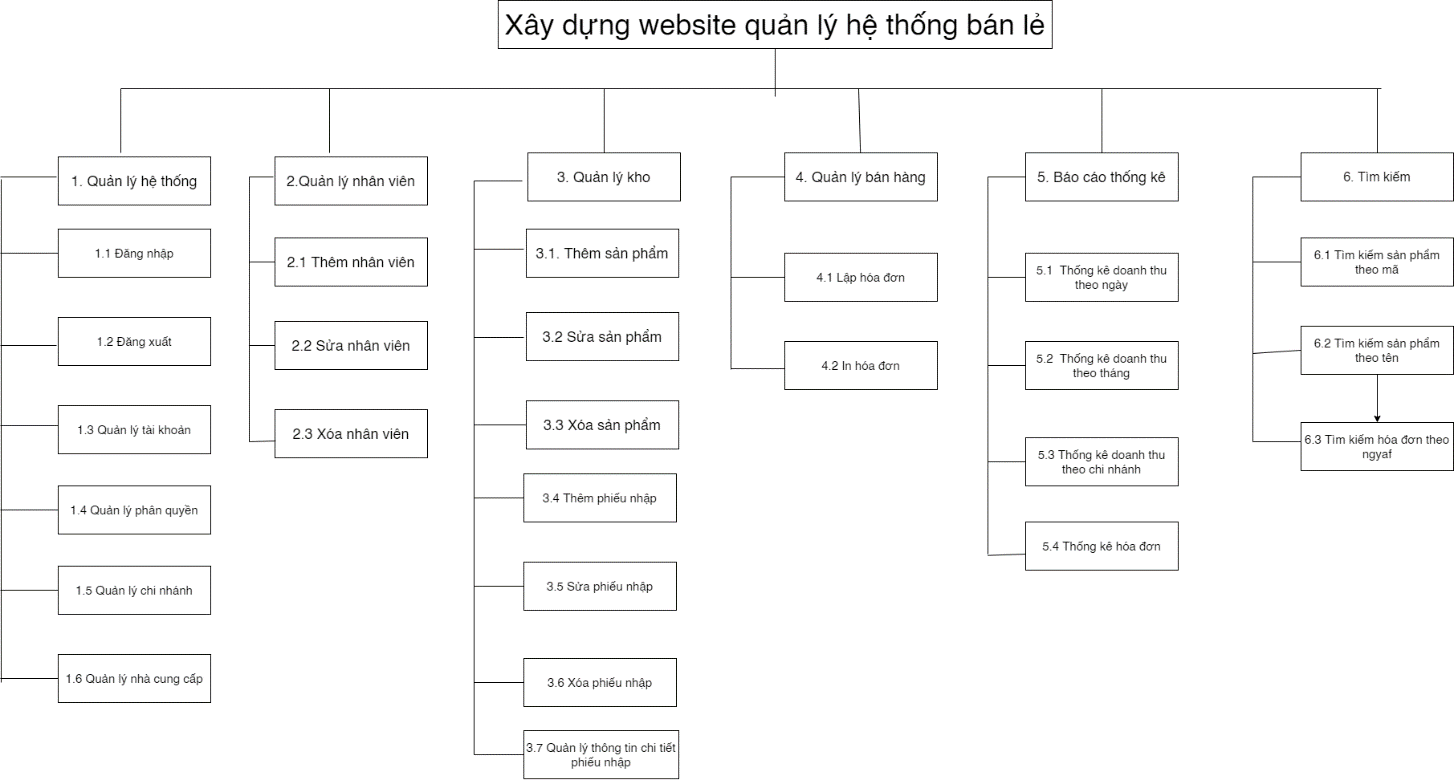 Xây dựng website quản lý hệ thống bán lẻ
1. Quản lý hệ thống
1.1 Đăng nhập
1.2 Đăng xuất
1.3 Quản lý tài khoản
1.4 Quản lý phân quyền
1.5 Quản lý chi nhánh
1.6 Quản lý nhà cung cấp
2.Quản lý nhân viên
2.1 Thêm nhân viên
2.2 Sửa nhân viên
2.3 Xóa nhân viên
3. Quản lý kho
3.1. Thêm sản phẩm
3.2 Sửa sản phẩm
3.3 Xóa sản phẩm
3.4 Thêm phiếu nhập
3.5 Sửa phiếu nhập
3.6 Xóa phiếu nhập
3.7 Quản lý thông tin chi tiết
phiếu nhập
4. Quản lý bán hàng
4.1 Lập hóa đơn
4.2 In hóa đơn
5. Báo cáo thống kê
5.1 Thống kê doanh thu
theo ngày
5.2 Thống kê doanh thu
theo tháng
5.3 Thống kê doanh thu
theo chi nhánh
5.4 Thống kê hóa đơn
6. Tìm kiếm
6.1 Tìm kiếm sản phẩm
theo mã
6.2 Tìm kiếm sản phẩm
theo tên
6.3 Tìm kiếm hóa đơn theo
ngyaf